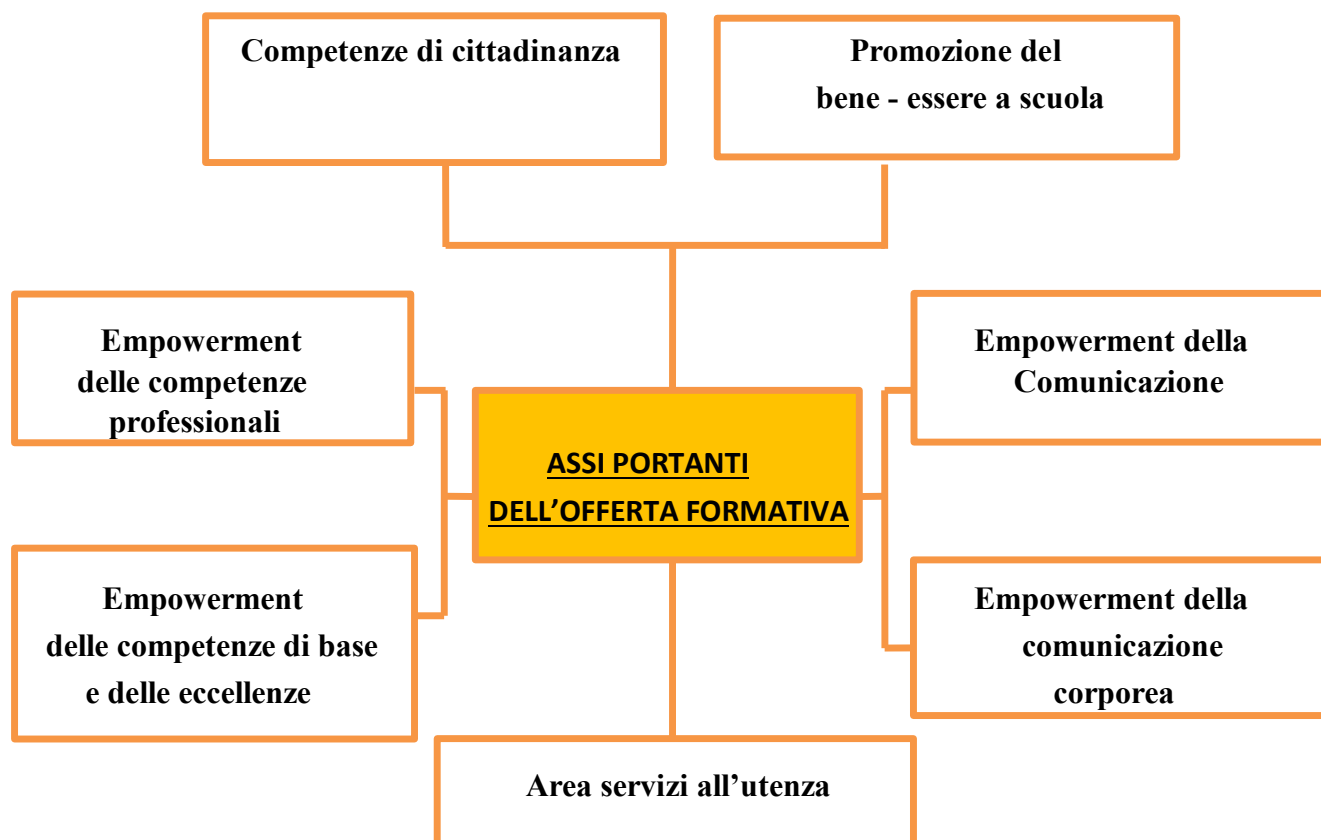 Competenze di cittadinanza
Promozione del
bene - essere a scuola
Empowerment
delle competenze
professionali
Empowerment della
Comunicazione
ASSI PORTANTI
DELL’OFFERTA FORMATIVA
Empowerment
delle competenze di base
e delle eccellenze
Empowerment della
comunicazione
corporea
Area servizi all’utenza